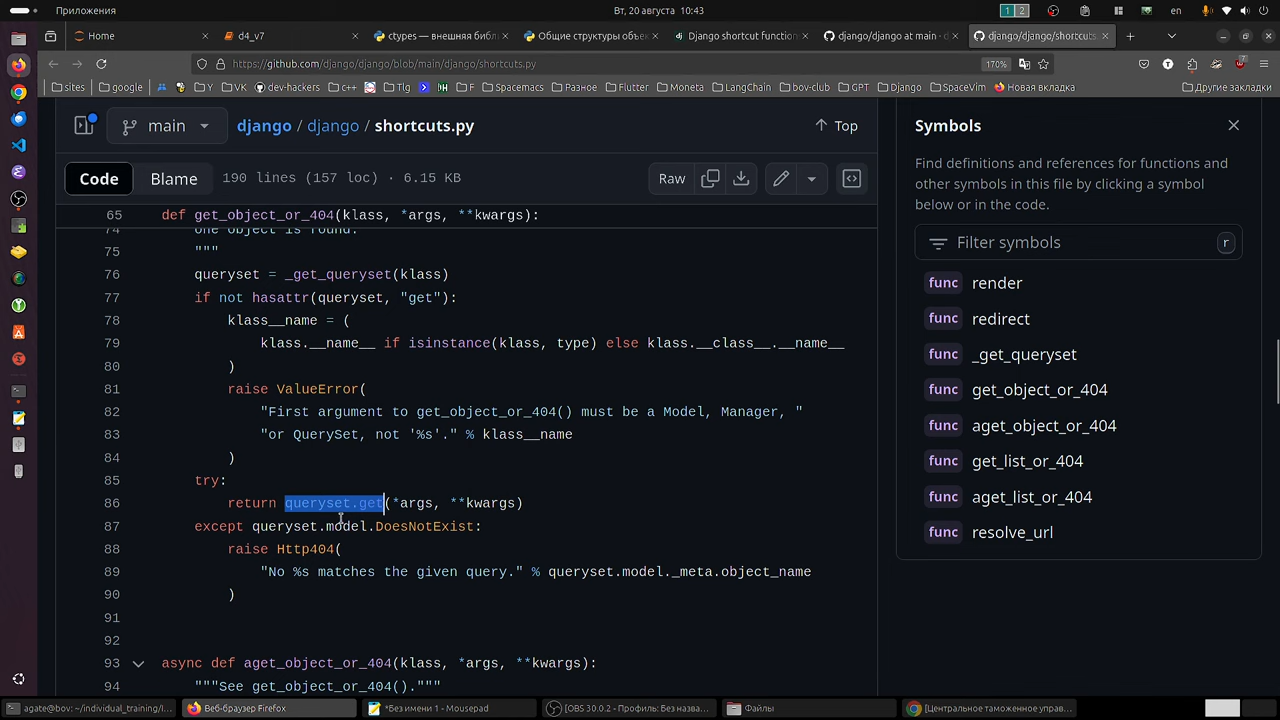 Приложения
Вт, 20 августа 10:43
1 2
en
Home
d4_v7
ctypes — внешняя библ
Общие структуры объек
Django shortcut function
django/django at main · d
django/django/shortcuts
https://github.com/django/django/blob/main/django/shortcuts.py
170%
sites
google
Y
VK
dev-hackers
c++
Tlg
H
F
Spacemacs
Разное
Flutter
Moneta
LangChain
bov-club
GPT
Django
SpaceVim
Новая вкладка
Другие закладки
main
django / django / shortcuts.py
Top
Code
Blame
190 lines (157 loc) · 6.15 KB
Raw
65 def get_object_or_404(klass, *args, **kwargs):
74 one object is found.
75 """
76 queryset = _get_queryset(klass)
77 if not hasattr(queryset, "get"):
78 klass__name = (
79 klass.__name__ if isinstance(klass, type) else klass.__class__.__name__
80 )
81 raise ValueError(
82 "First argument to get_object_or_404() must be a Model, Manager, "
83 "or QuerySet, not '%s'." % klass__name
84 )
85 try:
86 return queryset.get(*args, **kwargs)
87 except queryset.model.DoesNotExist:
88 raise Http404(
89 "No %s matches the given query." % queryset.model._meta.object_name
90 )
91
92
93 async def aget_object_or_404(klass, *args, **kwargs):
94 """See get_object_or_404()."""
Symbols
Find definitions and references for functions and
other symbols in this file by clicking a symbol
below or in the code.
Filter symbols
r
func render
func redirect
func _get_queryset
func get_object_or_404
func aget_object_or_404
func get_list_or_404
func aget_list_or_404
func resolve_url
agate@bov: ~/individual_training/l...
Веб-браузер Firefox
*Без имени 1 - Mousepad
[OBS 30.0.2 - Профиль: Без назва...
Файлы
[Центральное таможенное управ...